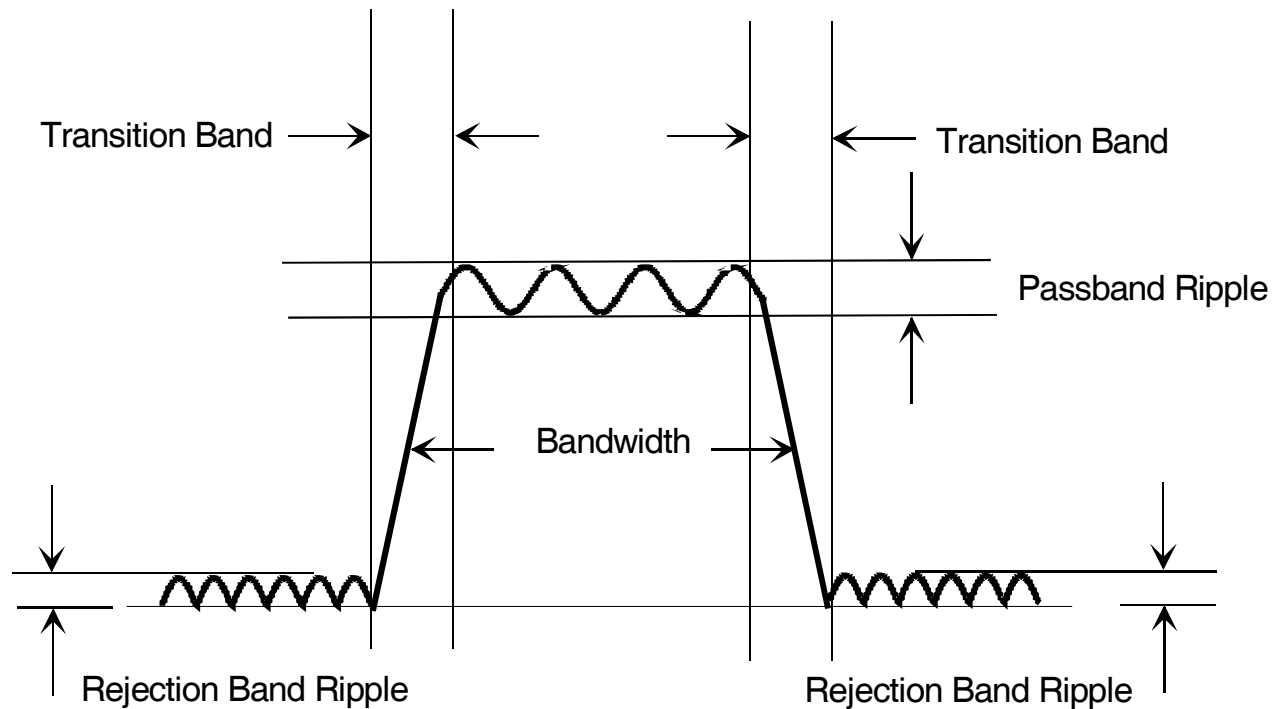 Transition Band
Transition Band
Passband Ripple
Bandwidth
Rejection Band Ripple
Rejection Band Ripple